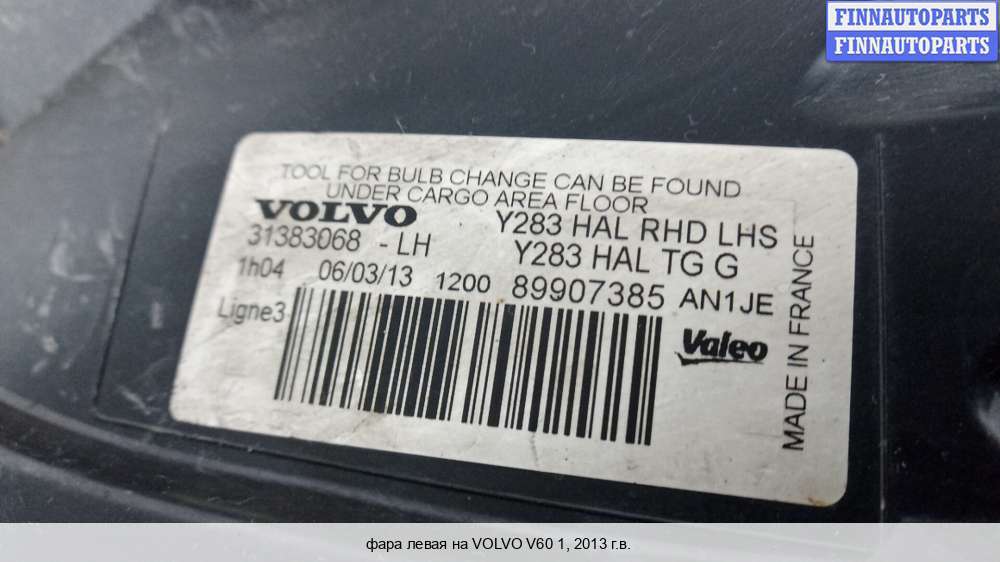 FINNAUTOPARTS
FINNAUTOPARTS
TOOL FOR BULB CHANGE CAN BE FOUND
UNDER CARGO AREA FLOOR
VOLVO Y283 HAL RHD LHS
31383068 - LH Y283 HAL TG G
1h04 06/03/13 1200 89907385 AN1JE
Ligne3
Valeo
MADE IN FRANCE
фара левая на VOLVO V60 1, 2013 г.в.